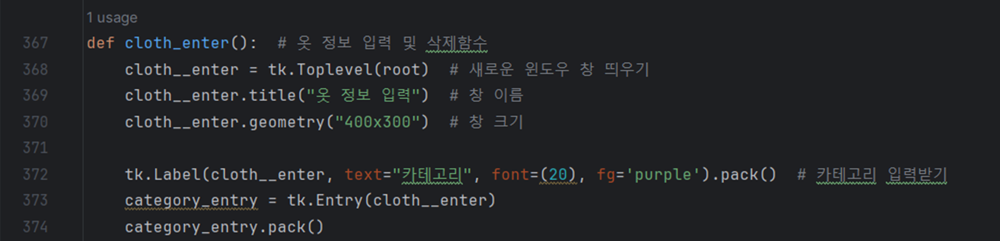 1 usage
367 def cloth_enter():  # 옷 정보 입력 및 삭제함수
368     cloth__enter = tk.Toplevel(root)  # 새로운 윈도우 창 띄우기
369     cloth__enter.title("옷 정보 입력")  # 창 이름
370     cloth__enter.geometry("400x300")  # 창 크기
371
372     tk.Label(cloth__enter, text="카테고리", font=(20), fg='purple').pack()  # 카테고리 입력받기
373     category_entry = tk.Entry(cloth__enter)
374     category_entry.pack()